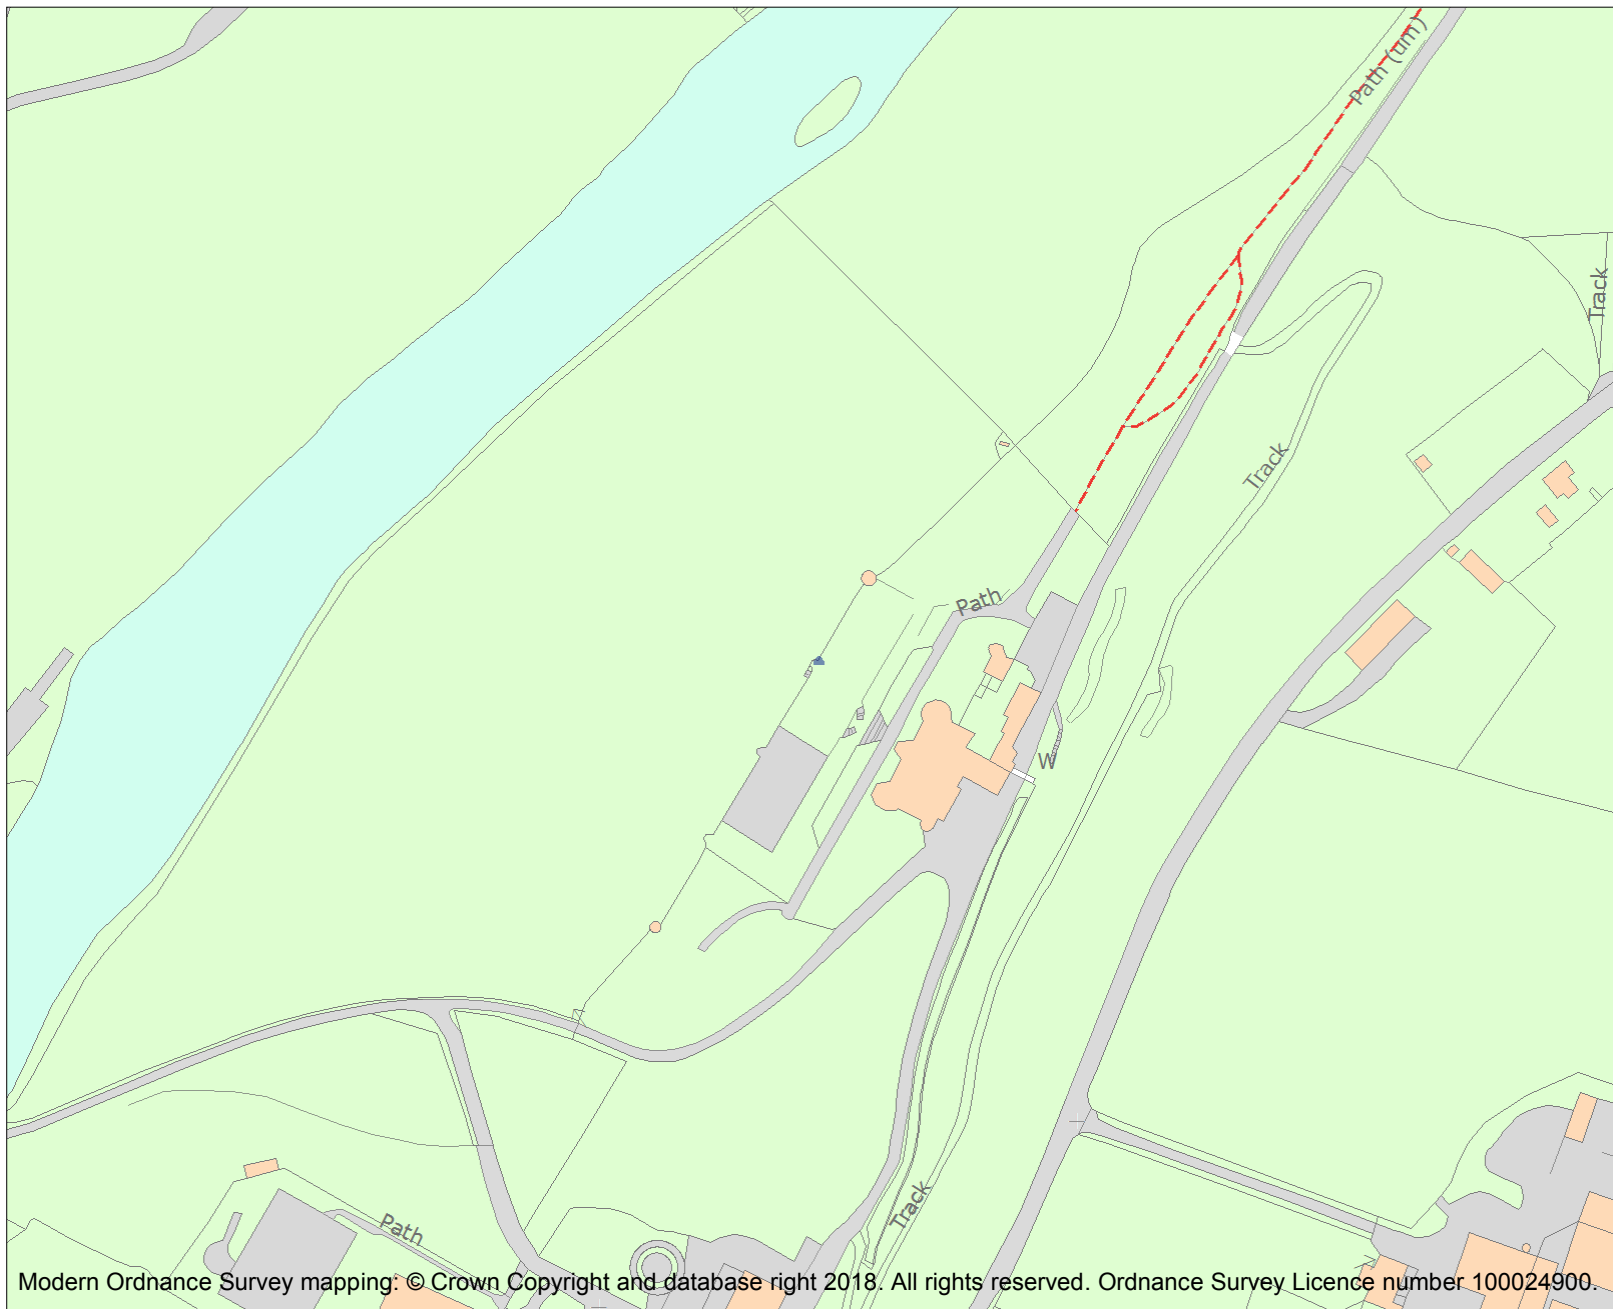 Path (um)
Track
Track
Path
W
Track
Path
Modern Ordnance Survey mapping: © Crown Copyright and database right 2018. All rights reserved. Ordnance Survey Licence number 100024900.